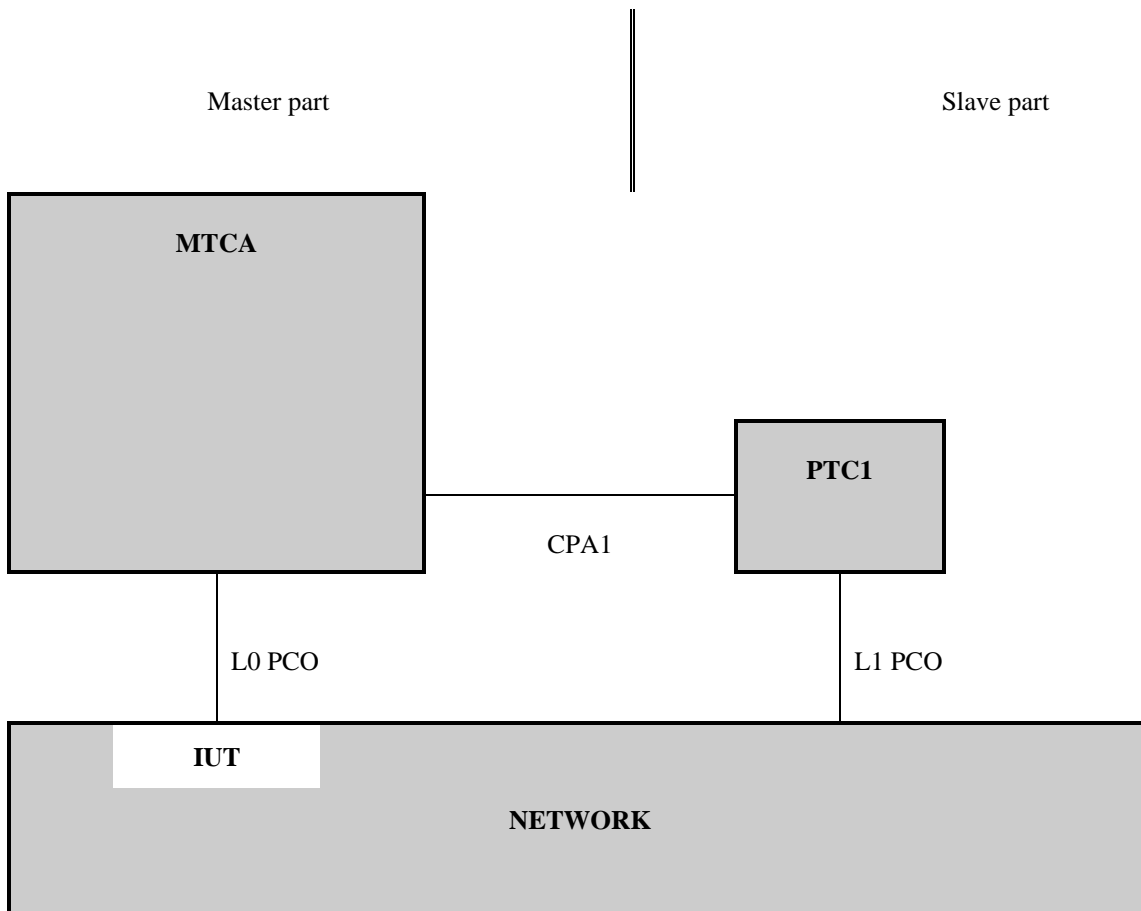 Master part
Slave part
MTCA
PTC1
CPA1
L0 PCO
L1 PCO
IUT
NETWORK